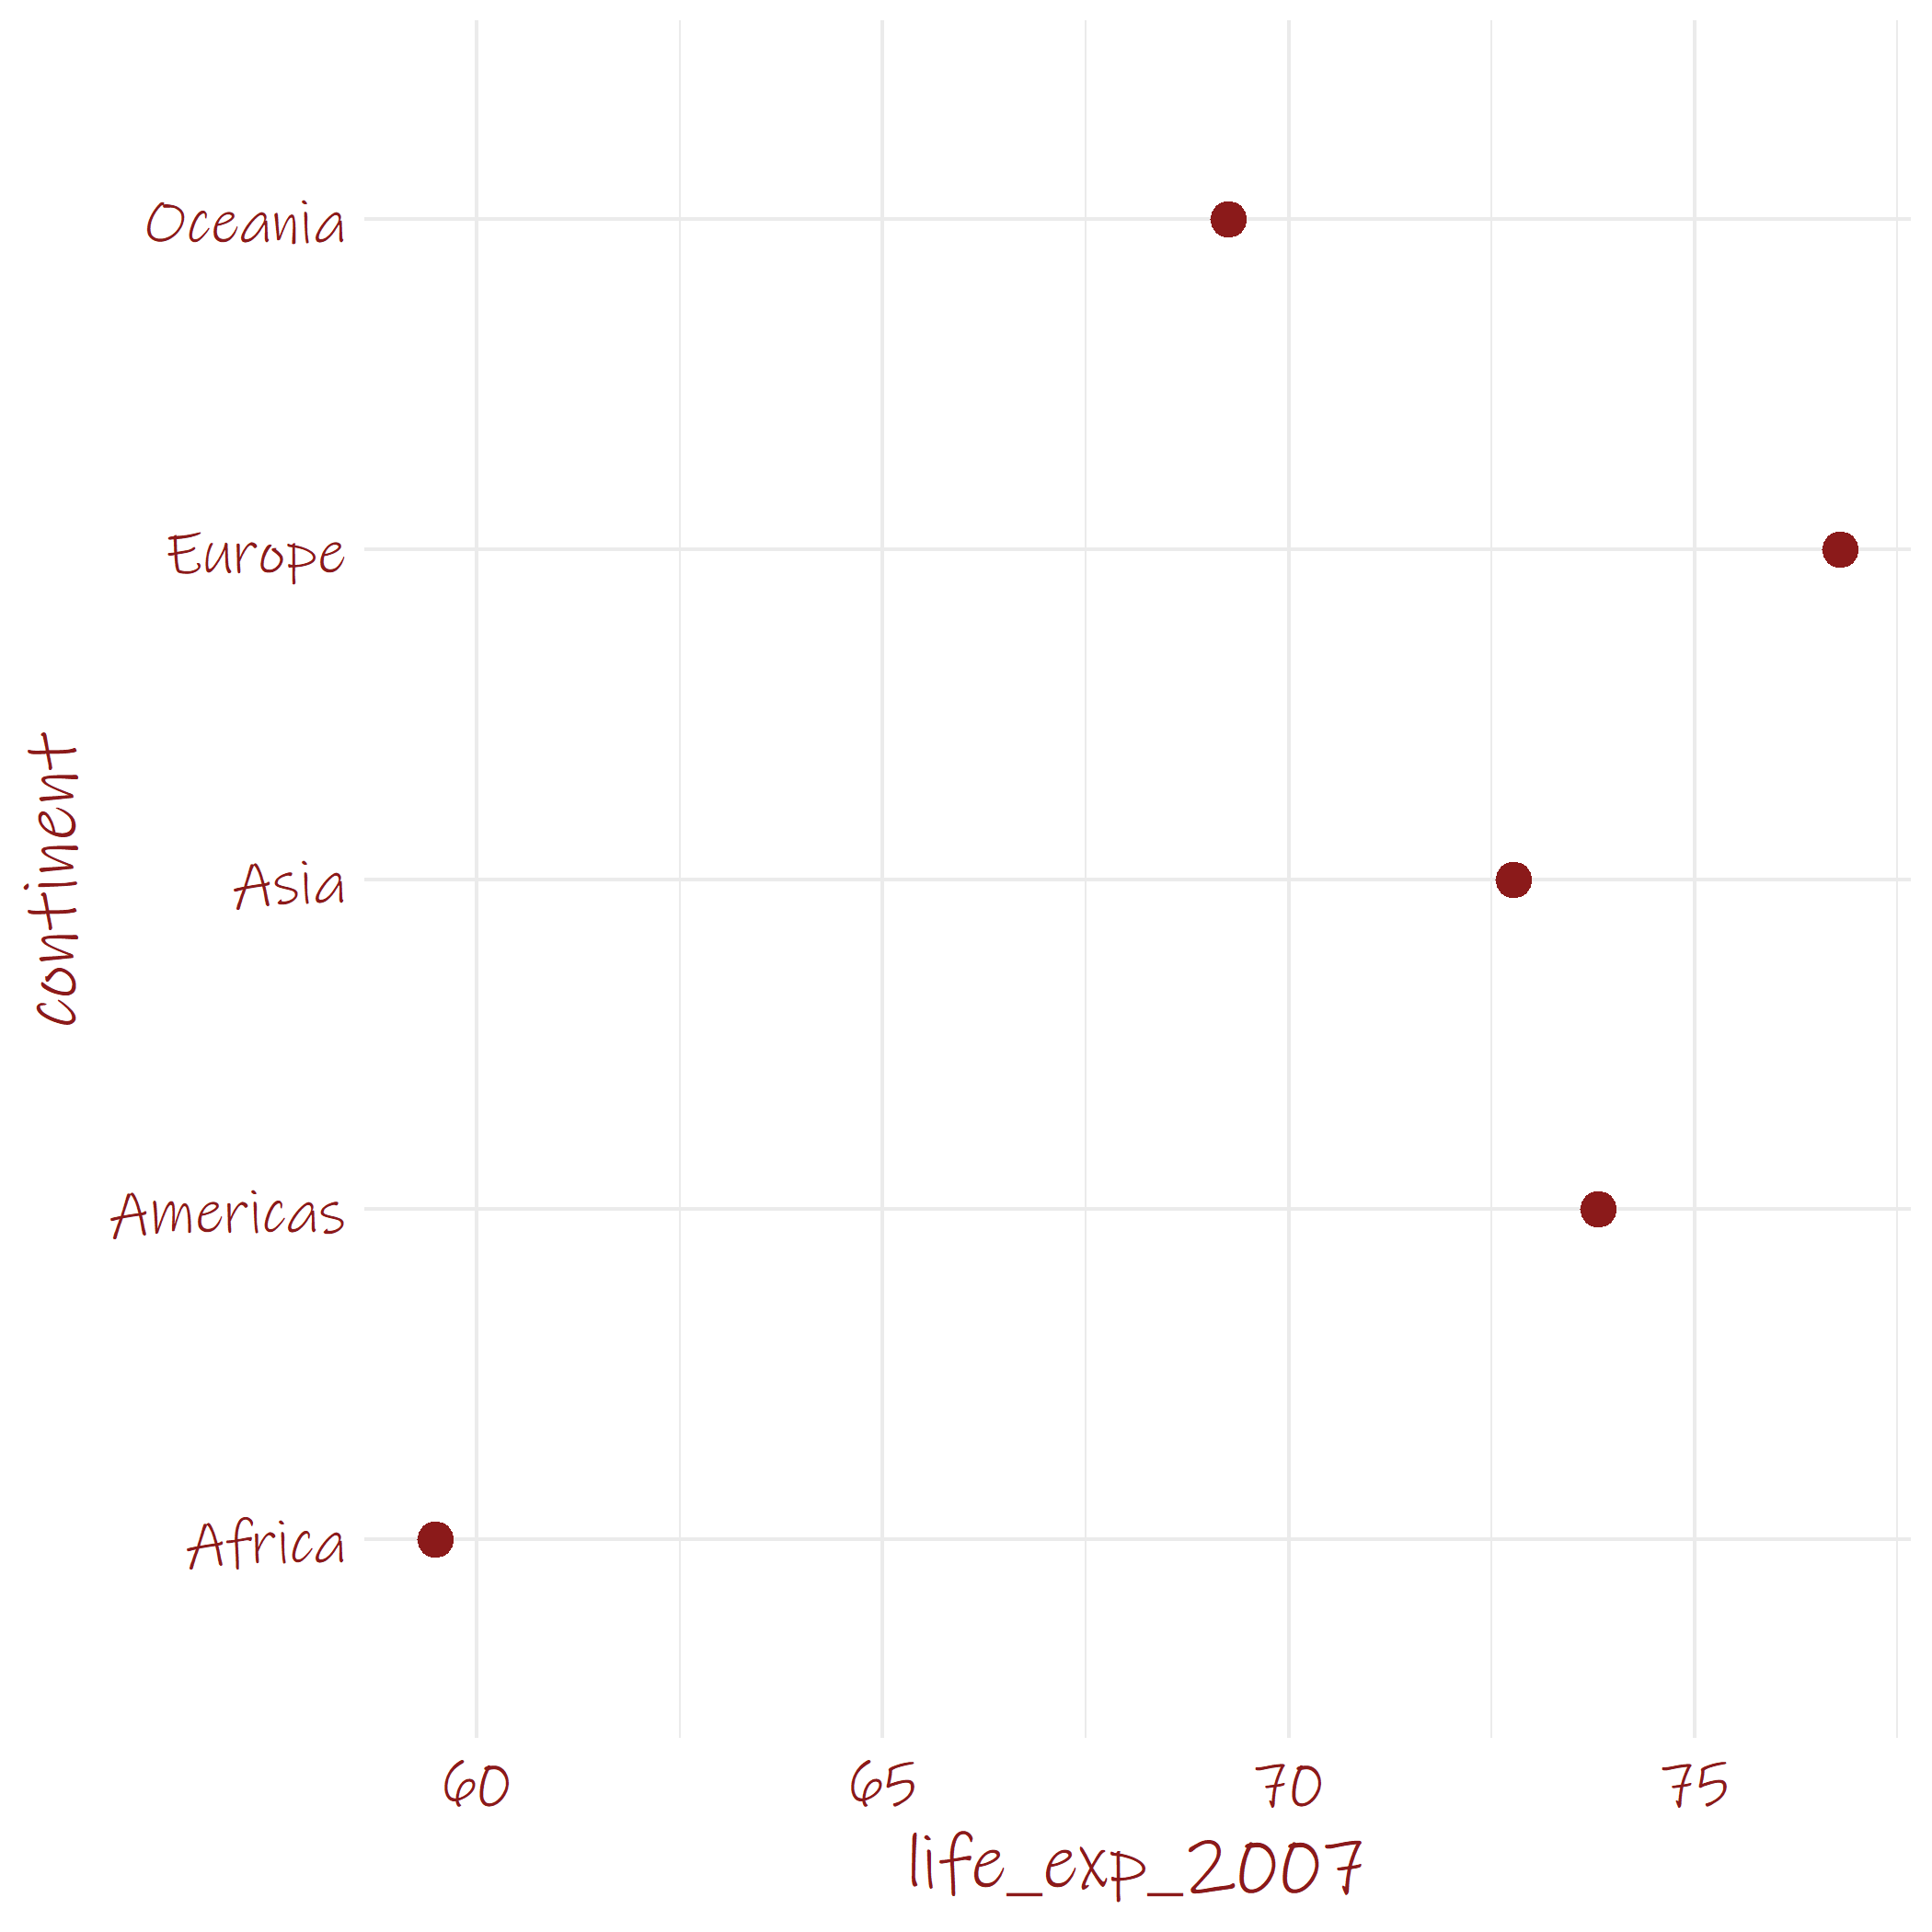 Oceania
Europe
Asia
Americas
Africa
continent
60 65 70 75
life_exp_2007